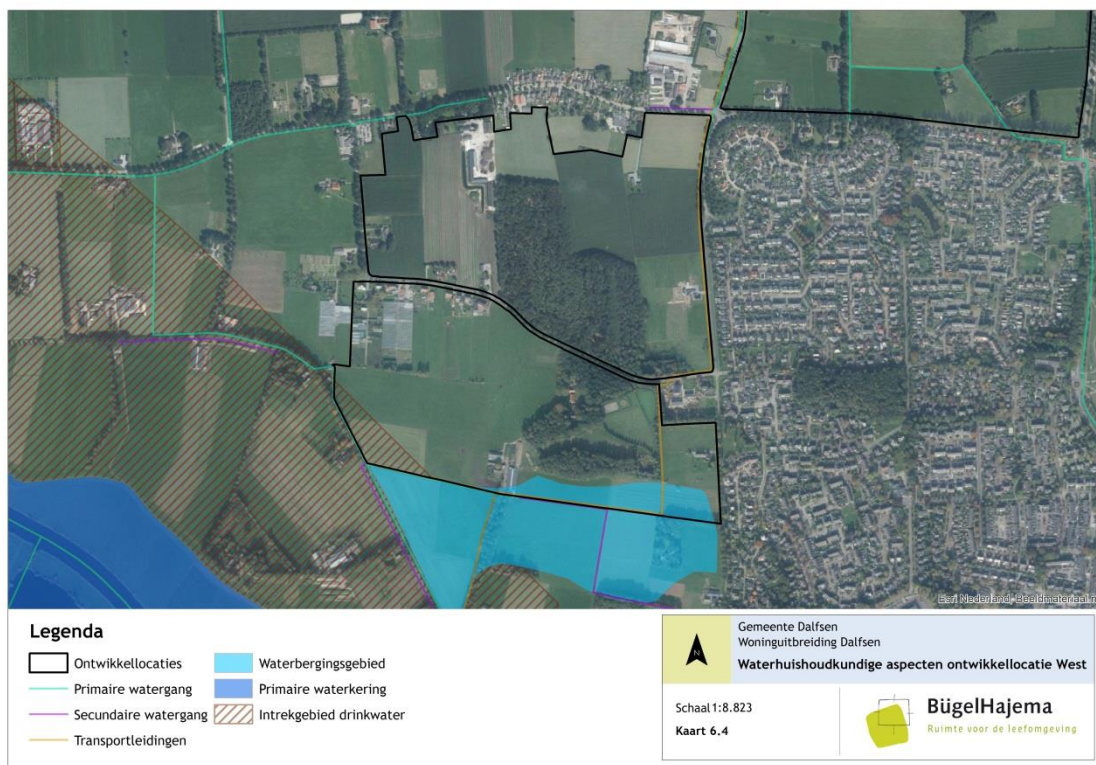 Esri Nederland, Beeldmateriaal.n
Legenda
Ontwikkellocaties
Primaire watergang
Secundaire watergang
Transportleidingen
Waterbergingsgebied
Primaire waterkering
Intrekgebied drinkwater
N
Gemeente Dalfsen
Woninguitbreiding Dalfsen
Waterhuishoudkundige aspecten ontwikkellocatie West
Schaal 1:8.823
Kaart 6.4
BügelHajema
Ruimte voor de leefomgeving